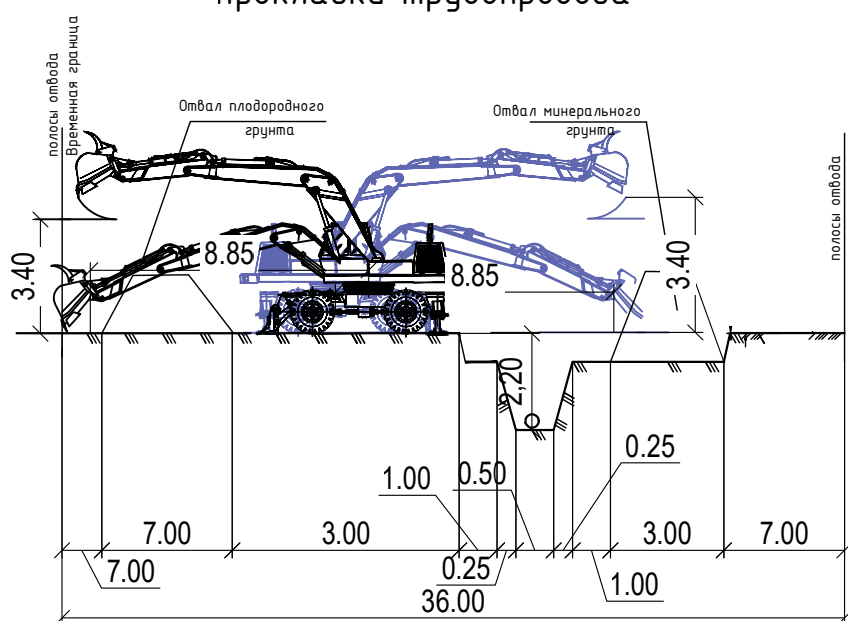 прокладка трубопровода
полосы отвода
Временная граница
Отвал плодородного
грунта
Отвал минерального
грунта
полосы отвода
3.40
8.85
8.85
3.40
2,20
0.25
1.00
0.50
7.00
3.00
3.00
7.00
7.00
0.25
1.00
36.00